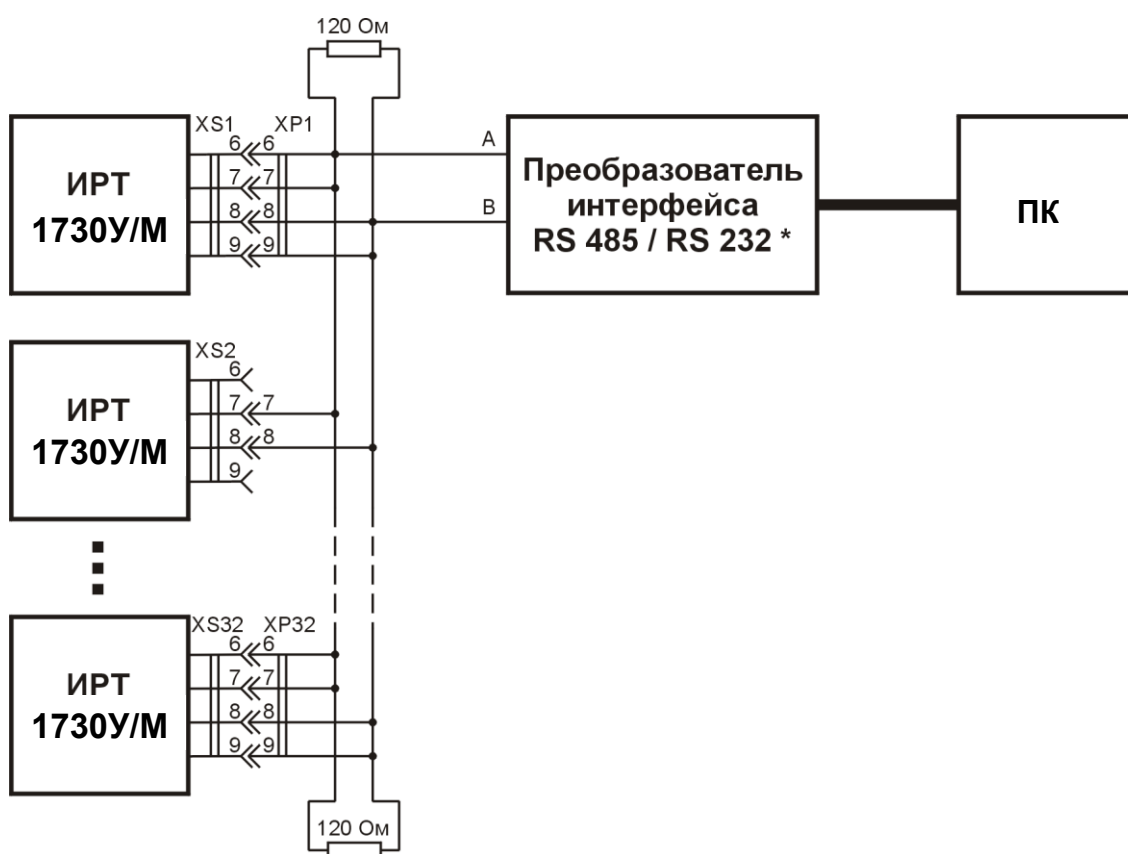 120 Ом
XS1 XP1
6 6
7 7
8 8
9 9
ИРТ
1730У/М
A
B
Преобразователь
интерфейса
RS 485 / RS 232 *
ПК
XS2
6
7 7
8 8
9
ИРТ
1730У/М
XS32 XP32
6 6
7 7
8 8
9 9
ИРТ
1730У/М
120 Ом